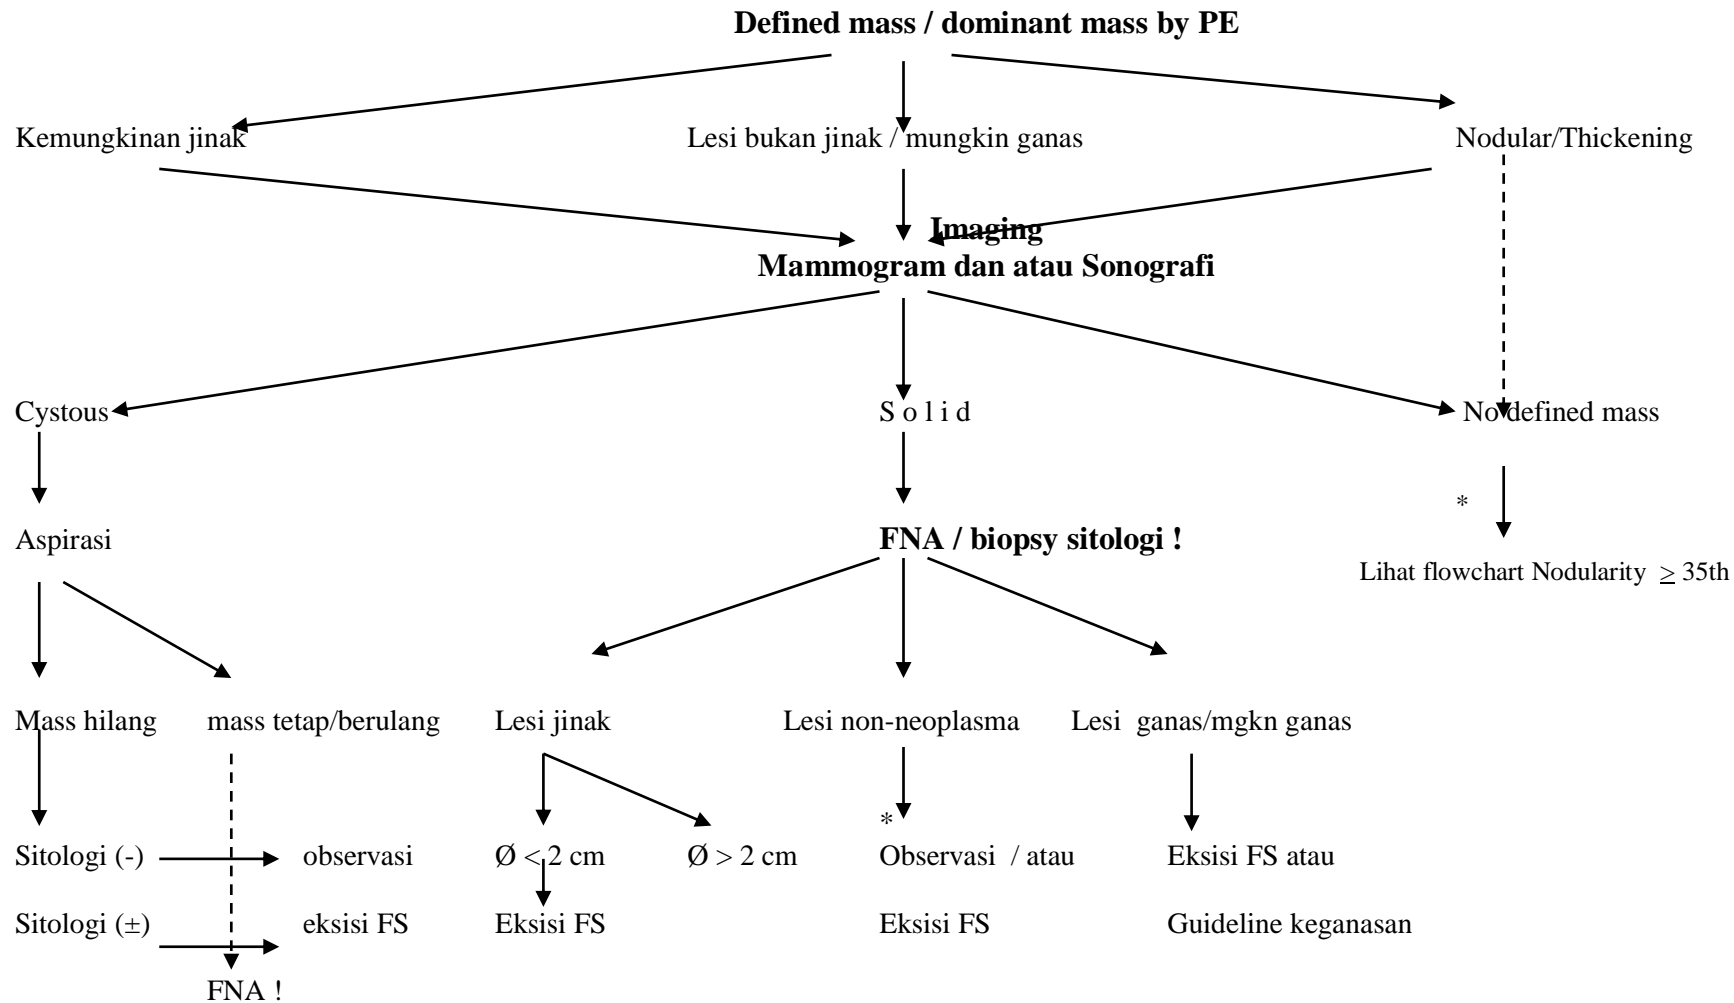 Defined mass / dominant mass by PE
Kemungkinan jinak Lesi bukan jinak / mungkin ganas Nodular/Thickening
Imaging
Mammogram dan atau Sonografi
Cystous S o l i d No defined mass
*
Aspirasi FNA / biopsy sitologi !
Lihat flowchart Nodularity ≥ 35th
Mass hilang mass tetap/berulang Lesi jinak Lesi non-neoplasma Lesi ganas/mgkn ganas
*
Sitologi (-) observasi Ø < 2 cm Ø > 2 cm Observasi / atau Eksisi FS atau
Sitologi (±) eksisi FS Eksisi FS Eksisi FS Guideline keganasan
FNA !